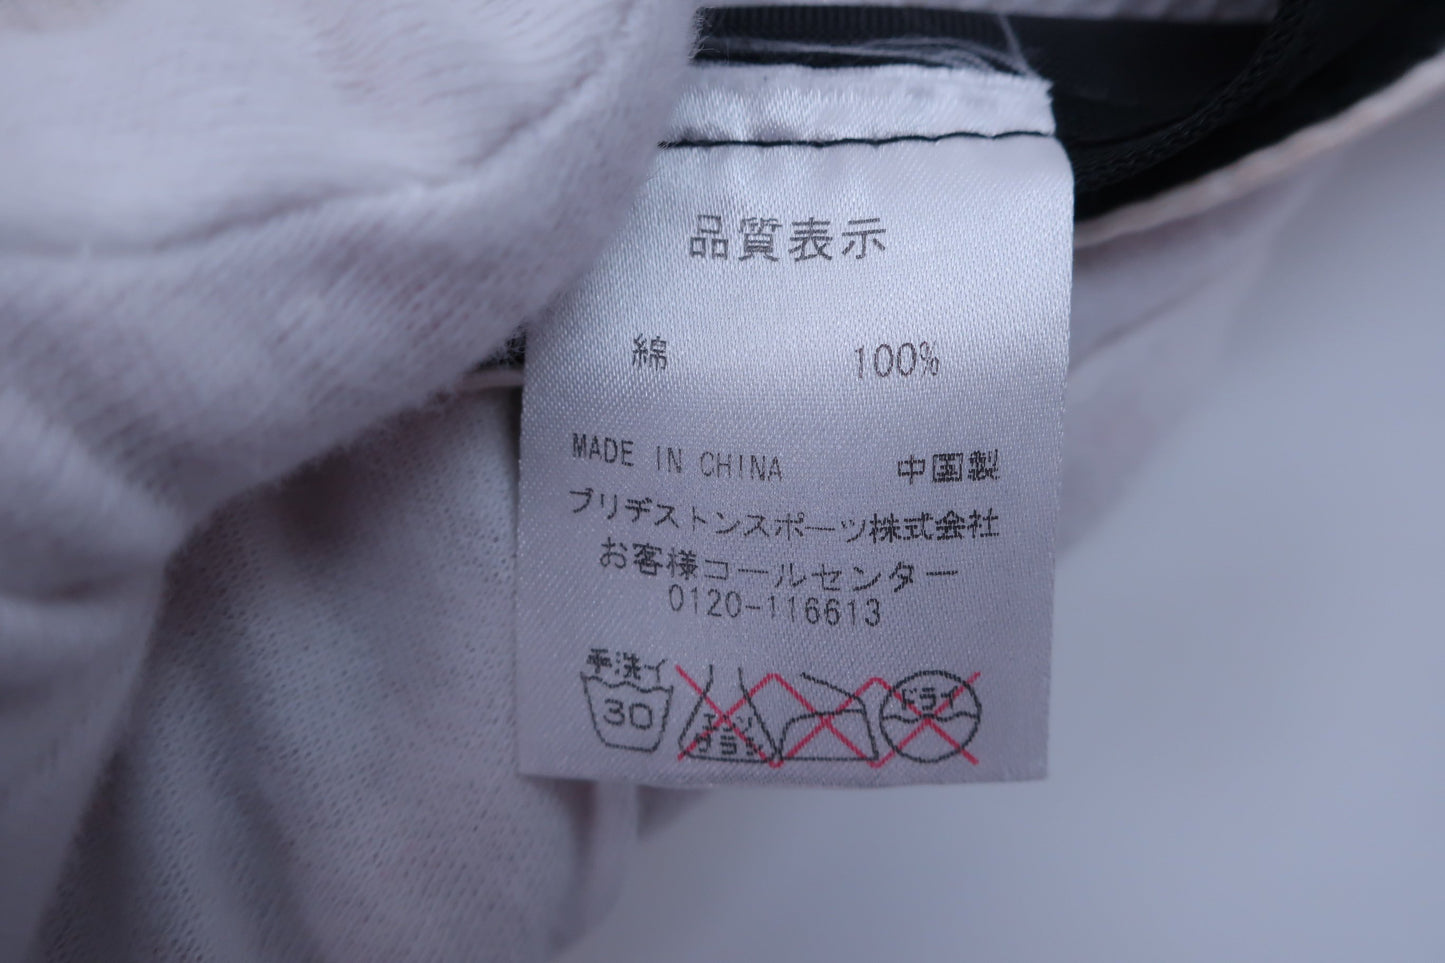 品質表示
綿 100%
MADE IN CHINA 中国製
ブリヂストンスポーツ株式会社
お客様コールセンター
0120-116613
手洗イ
30
エンソ
サラシ
ドライ